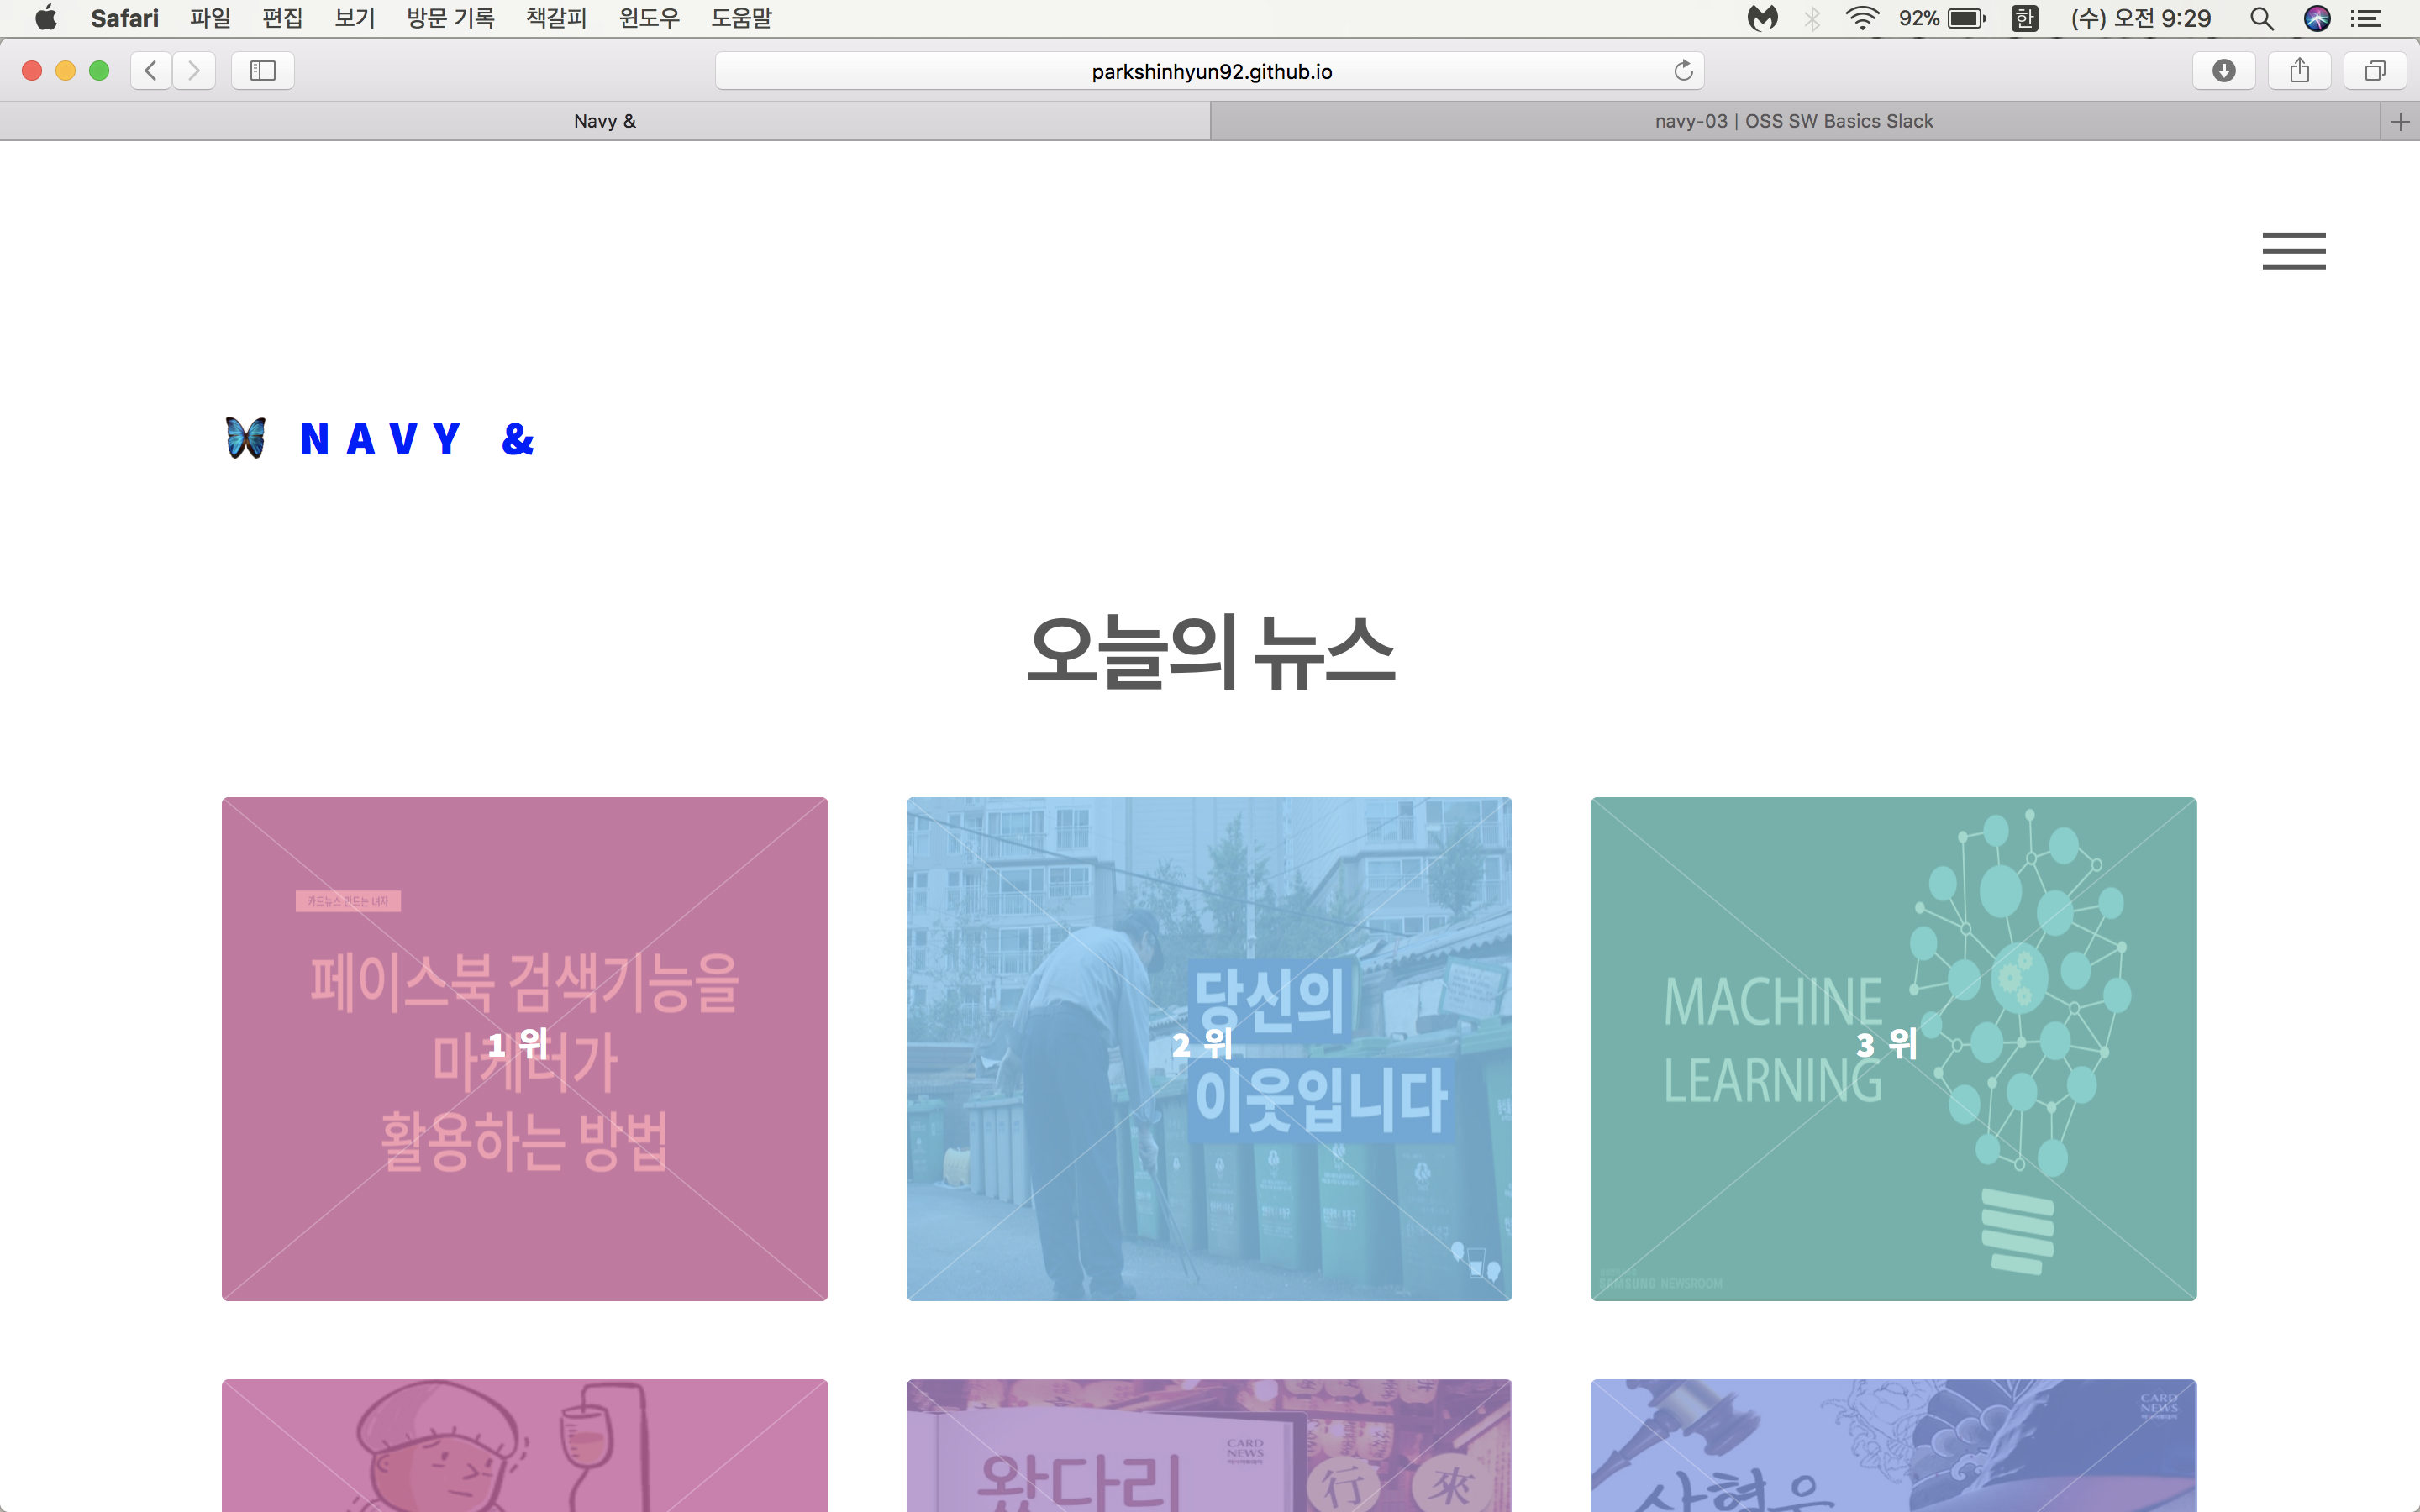 Safari 파일 편집 보기 방문 기록 책갈피 윈도우 도움말 92% 한 (수) 오전 9:29
parkshinhyun92.github.io
Navy & navy-03 | OSS SW Basics Slack
NAVY &
오늘의 뉴스
카드뉴스 만드는 녀자
페이스북 검색기능을
마케터가
활용하는 방법
1 위
당신의
이웃입니다
2 위
MACHINE
LEARNING
3 위
SAMSUNG NEWSROOM
CARD
NEWS
왔다리
行 來
CARD
NEWS
사형은